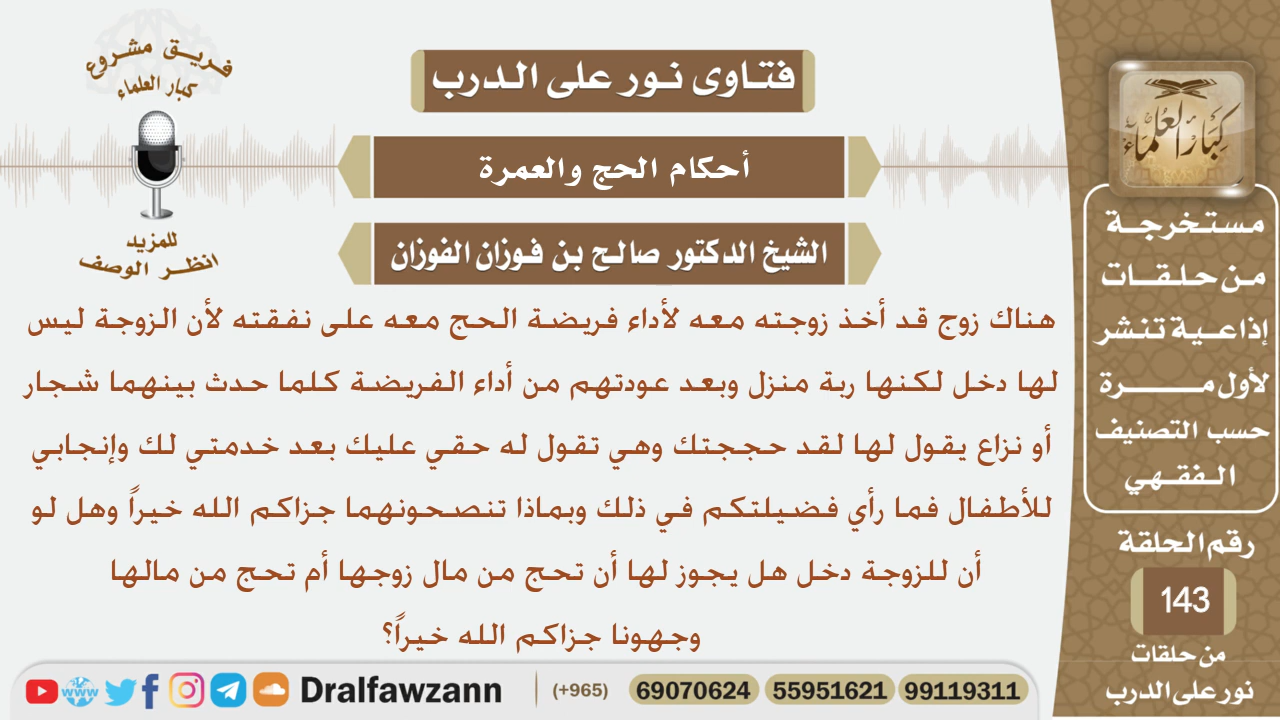 فريق مشروع
كبار العلماء
للمزيد
انظر الوصف
فتاوى نور على الدرب
أحكام الحج والعمرة
الشيخ الدكتور صالح بن فوزان الفوزان
هناك زوج قد أخذ زوجته معه لأداء فريضة الحج معه على نفقته لأن الزوجة ليس
لها دخل لكنها ربة منزل وبعد عودتهم من أداء الفريضة كلما حدث بينهما شجار
أو نزاع يقول لها لقد حججتك وهي تقول له حقي عليك بعد خدمتي لك وإنجابي
للأطفال فما رأي فضيلتكم في ذلك وبماذا تنصحونهما جزاكم الله خيراً وهل لو
أن للزوجة دخل هل يجوز لها أن تحج من مال زوجها أم تحج من مالها
وجهونا جزاكم الله خيراً؟
كبار العلماء
مستخرجة
من حلقات
إذاعية تنشر
لأول مرة
حسب التصنيف
الفقهي
رقم الحلقة
143
من حلقات
نور على الدرب
www
Dralfawzann
(+965)
69070624
55951621
99119311